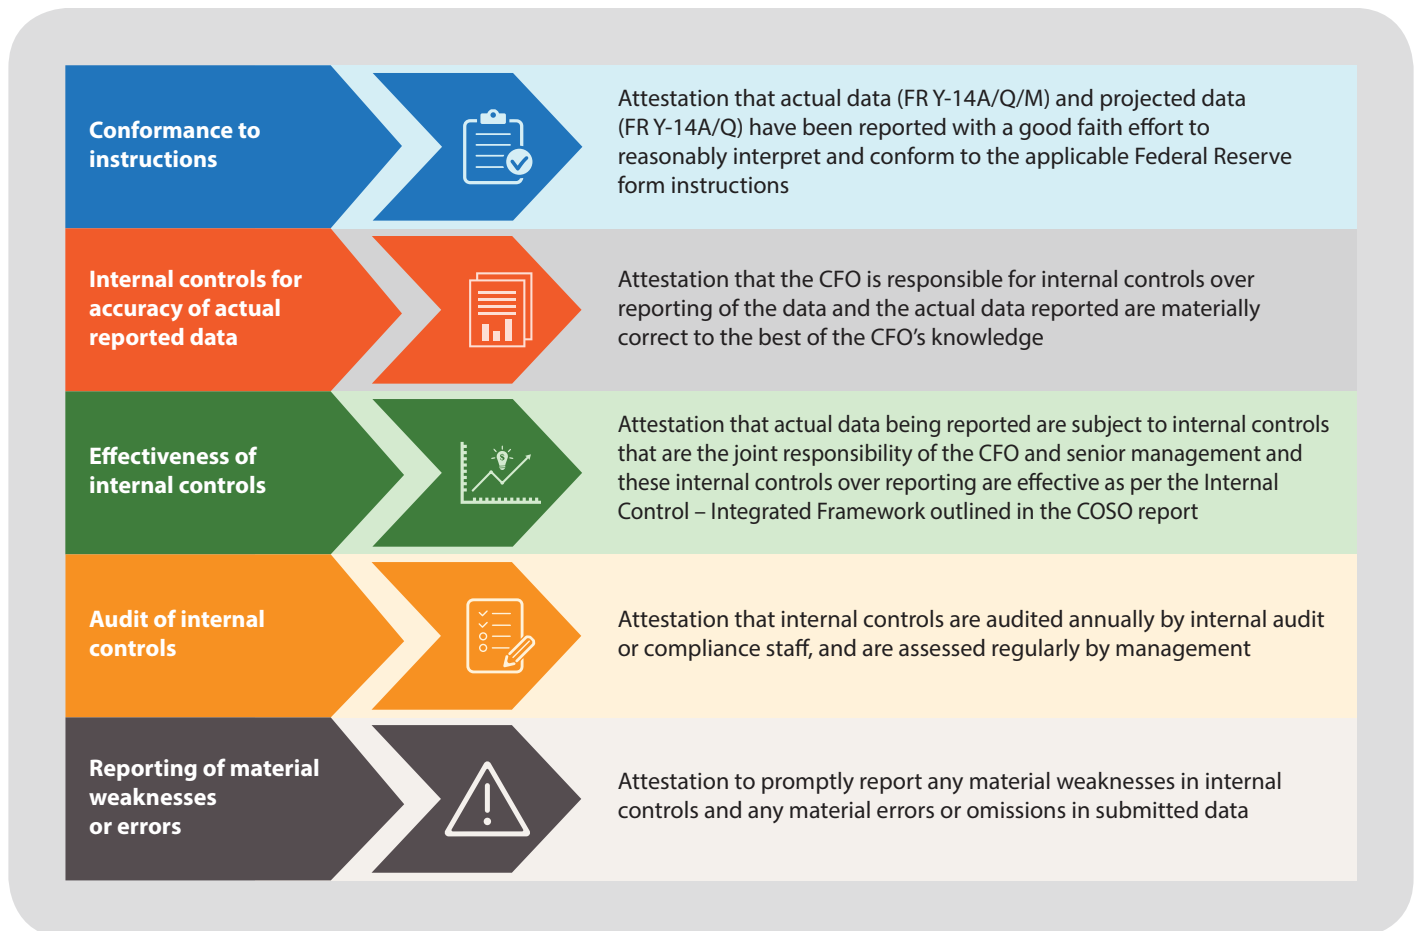 Conformance to
instructions
Attestation that actual data (FR Y-14A/Q/M) and projected data
(FR Y-14A/Q) have been reported with a good faith effort to
reasonably interpret and conform to the applicable Federal Reserve
form instructions
Internal controls for
accuracy of actual
reported data
Attestation that the CFO is responsible for internal controls over
reporting of the data and the actual data reported are materially
correct to the best of the CFO’s knowledge
Effectiveness of
internal controls
$
Attestation that actual data being reported are subject to internal controls
that are the joint responsibility of the CFO and senior management and
these internal controls over reporting are effective as per the Internal
Control – Integrated Framework outlined in the COSO report
Audit of internal
controls
Attestation that internal controls are audited annually by internal audit
or compliance staff, and are assessed regularly by management
Reporting of material
weaknesses
or errors
Attestation to promptly report any material weaknesses in internal
controls and any material errors or omissions in submitted data